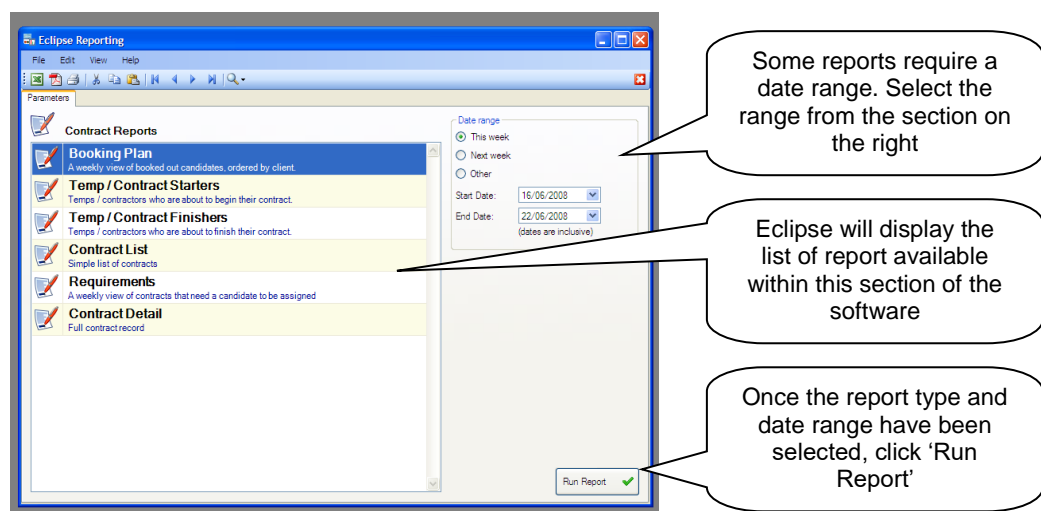 Eclipse Reporting
File Edit View Help
Parameters
Contract Reports
Booking Plan
A weekly view of booked out candidates, ordered by client.
Temp / Contract Starters
Temps / contractors who are about to begin their contract.
Temp / Contract Finishers
Temps / contractors who are about to finish their contract.
Contract List
Simple list of contracts
Requirements
A weekly view of contracts that need a candidate to be assigned
Contract Detail
Full contract record
Date range
This week
Next week
Other
Start Date: 16/06/2008
End Date: 22/06/2008
(dates are inclusive)
Run Report
Some reports require a
date range. Select the
range from the section on
the right
Eclipse will display the
list of report available
within this section of the
software
Once the report type and
date range have been
selected, click ‘Run
Report’